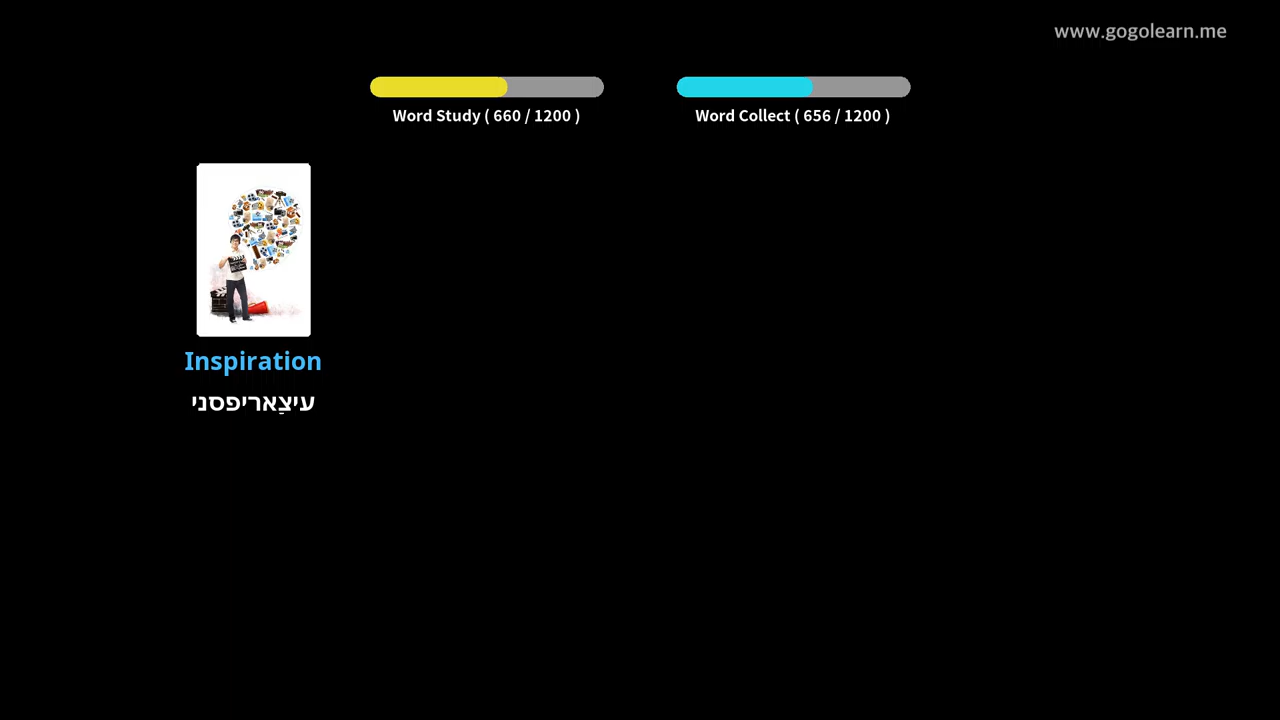 www.gogolearn.me
Word Study ( 660 / 1200 )
Word Collect ( 656 / 1200 )
Inspiration
עיצַאריפסני